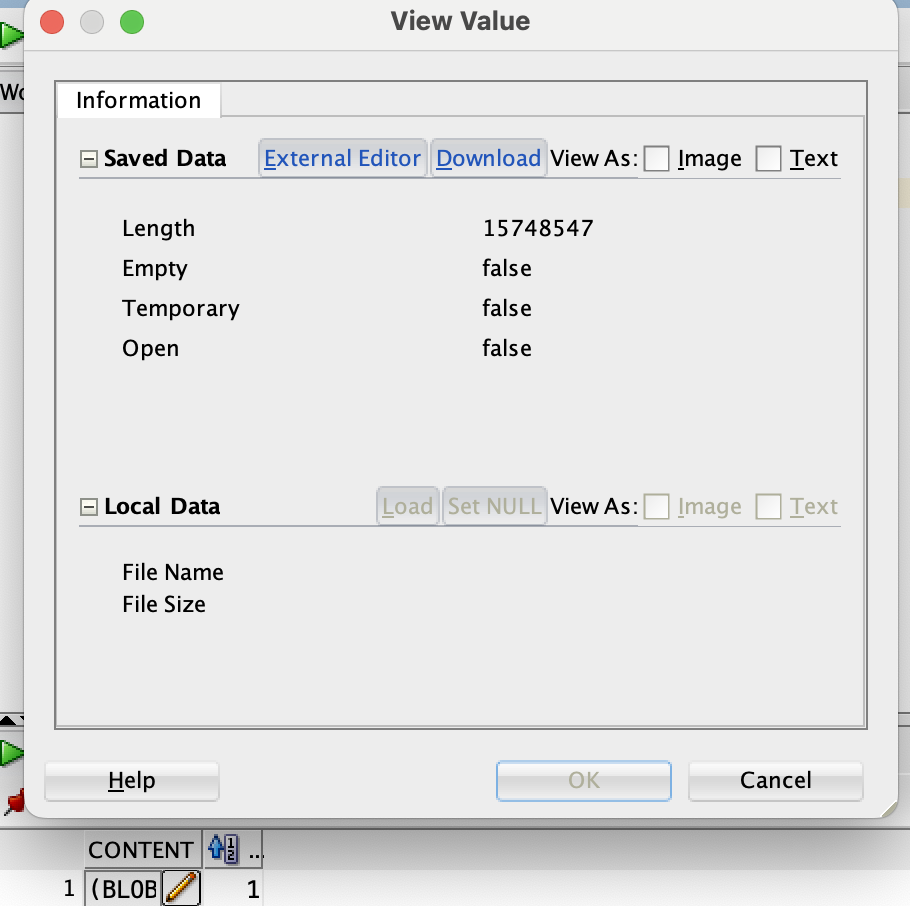 View Value
Wo
Information
Saved Data External Editor Download View As: Image Text
Length 15748547
Empty false
Temporary false
Open false
Local Data Load Set NULL View As: Image Text
File Name
File Size
Help OK Cancel
CONTENT ...
1 (BLOB 1